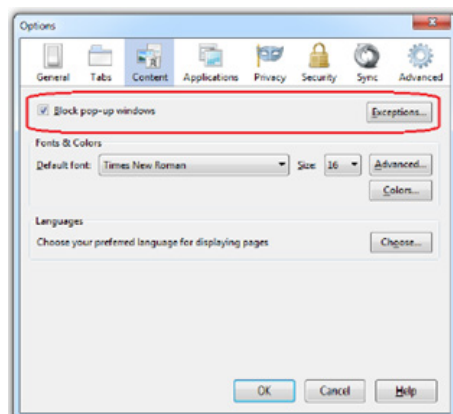 Options
General Tabs Content Applications Privacy Security Sync Advanced
Block pop-up windows Exceptions...
Fonts & Colors
Default font: Times New Roman Size: 16 Advanced...
Colors...
Languages
Choose your preferred language for displaying pages Choose...
OK Cancel Help